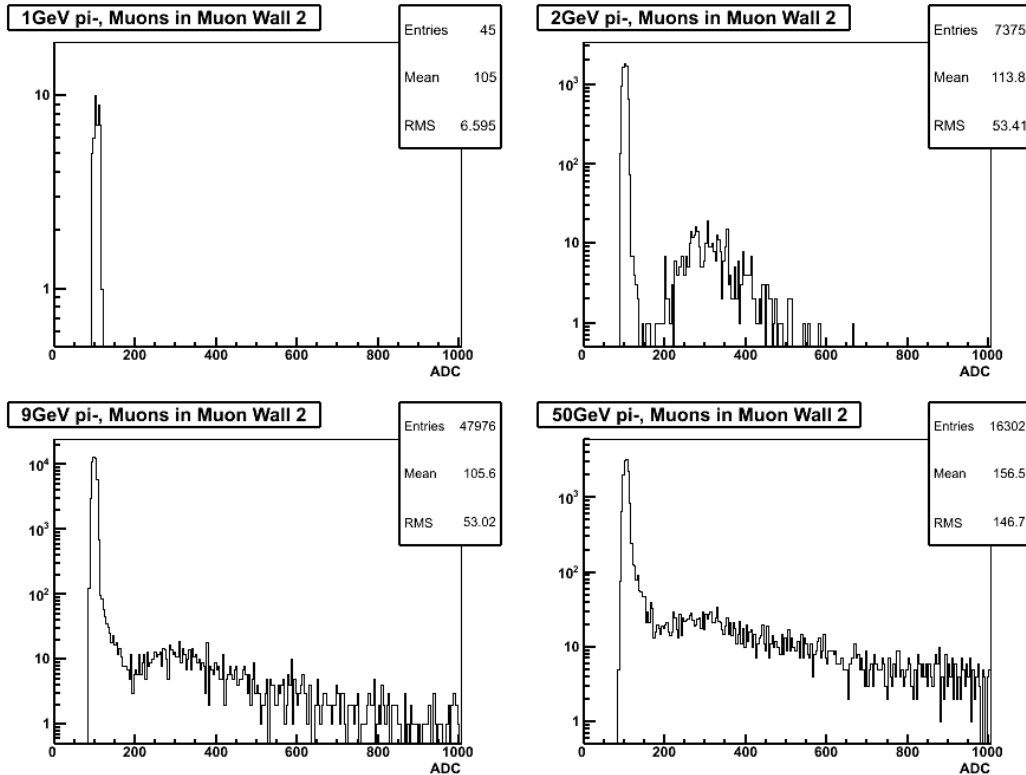 1GeV pi-, Muons in Muon Wall 2
Entries 45
Mean 105
RMS 6.595
10
1
0 200 400 600 800 1000
ADC
2GeV pi-, Muons in Muon Wall 2
Entries 7375
Mean 113.8
RMS 53.41
10³
10²
10
1
0 200 400 600 800 1000
ADC
9GeV pi-, Muons in Muon Wall 2
Entries 47976
Mean 105.6
RMS 53.02
10⁴
10³
10²
10
1
0 200 400 600 800 1000
ADC
50GeV pi-, Muons in Muon Wall 2
Entries 16302
Mean 156.5
RMS 146.7
10³
10²
10
1
0 200 400 600 800 1000
ADC